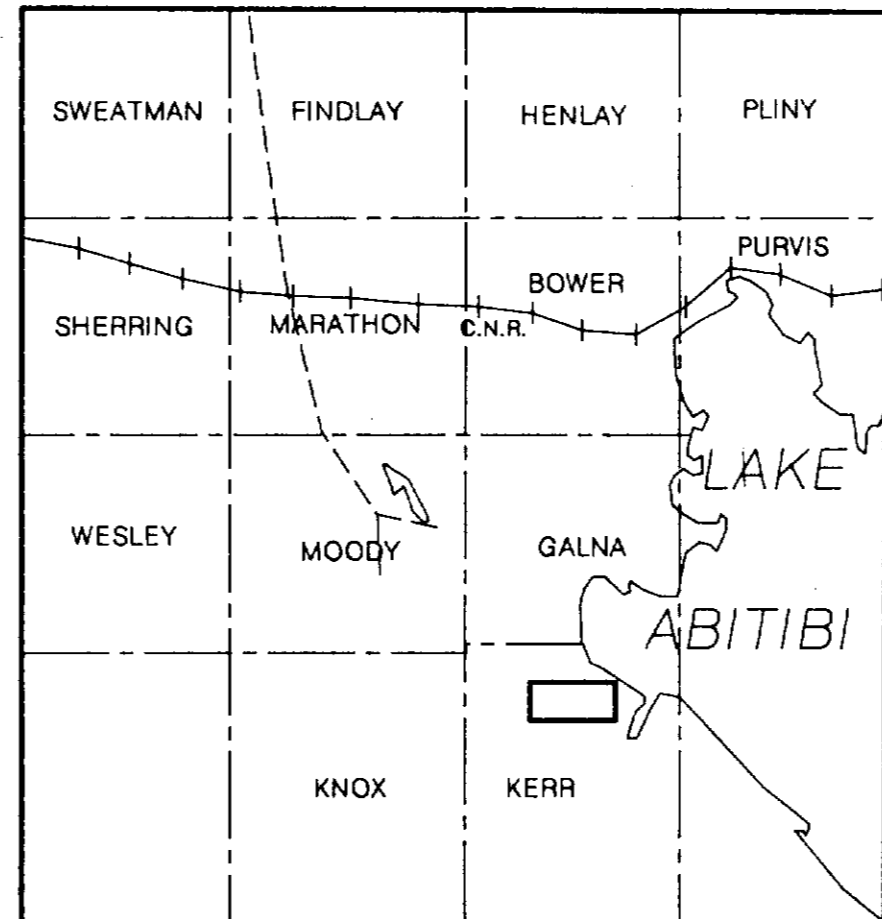 SWEATMAN FINDLAY HENLAY PLINY
PURVIS
BOWER
SHERRING MARATHON C.N.R.
LAKE
WESLEY MOODY GALNA
ABITIBI
KNOX KERR